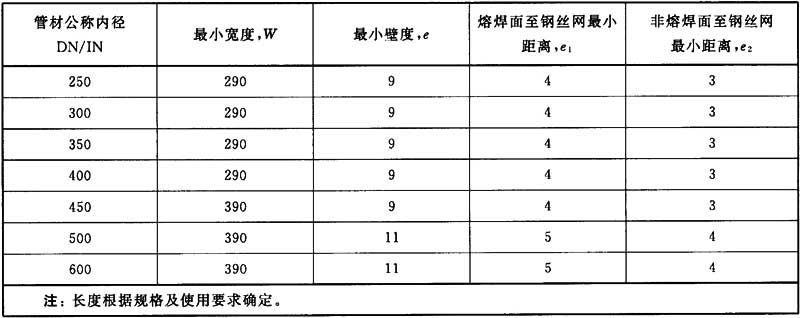 管材公称内径 DN/IN 最小宽度,W 最小壁度,e 熔焊面至钢丝网最小距离,e₁ 非熔焊面至钢丝网最小距离,e₂
250 290 9 4 3
300 290 9 4 3
350 290 9 4 3
400 290 9 4 3
450 390 9 4 3
500 390 11 5 4
600 390 11 5 4
注：长度根据规格及使用要求确定。